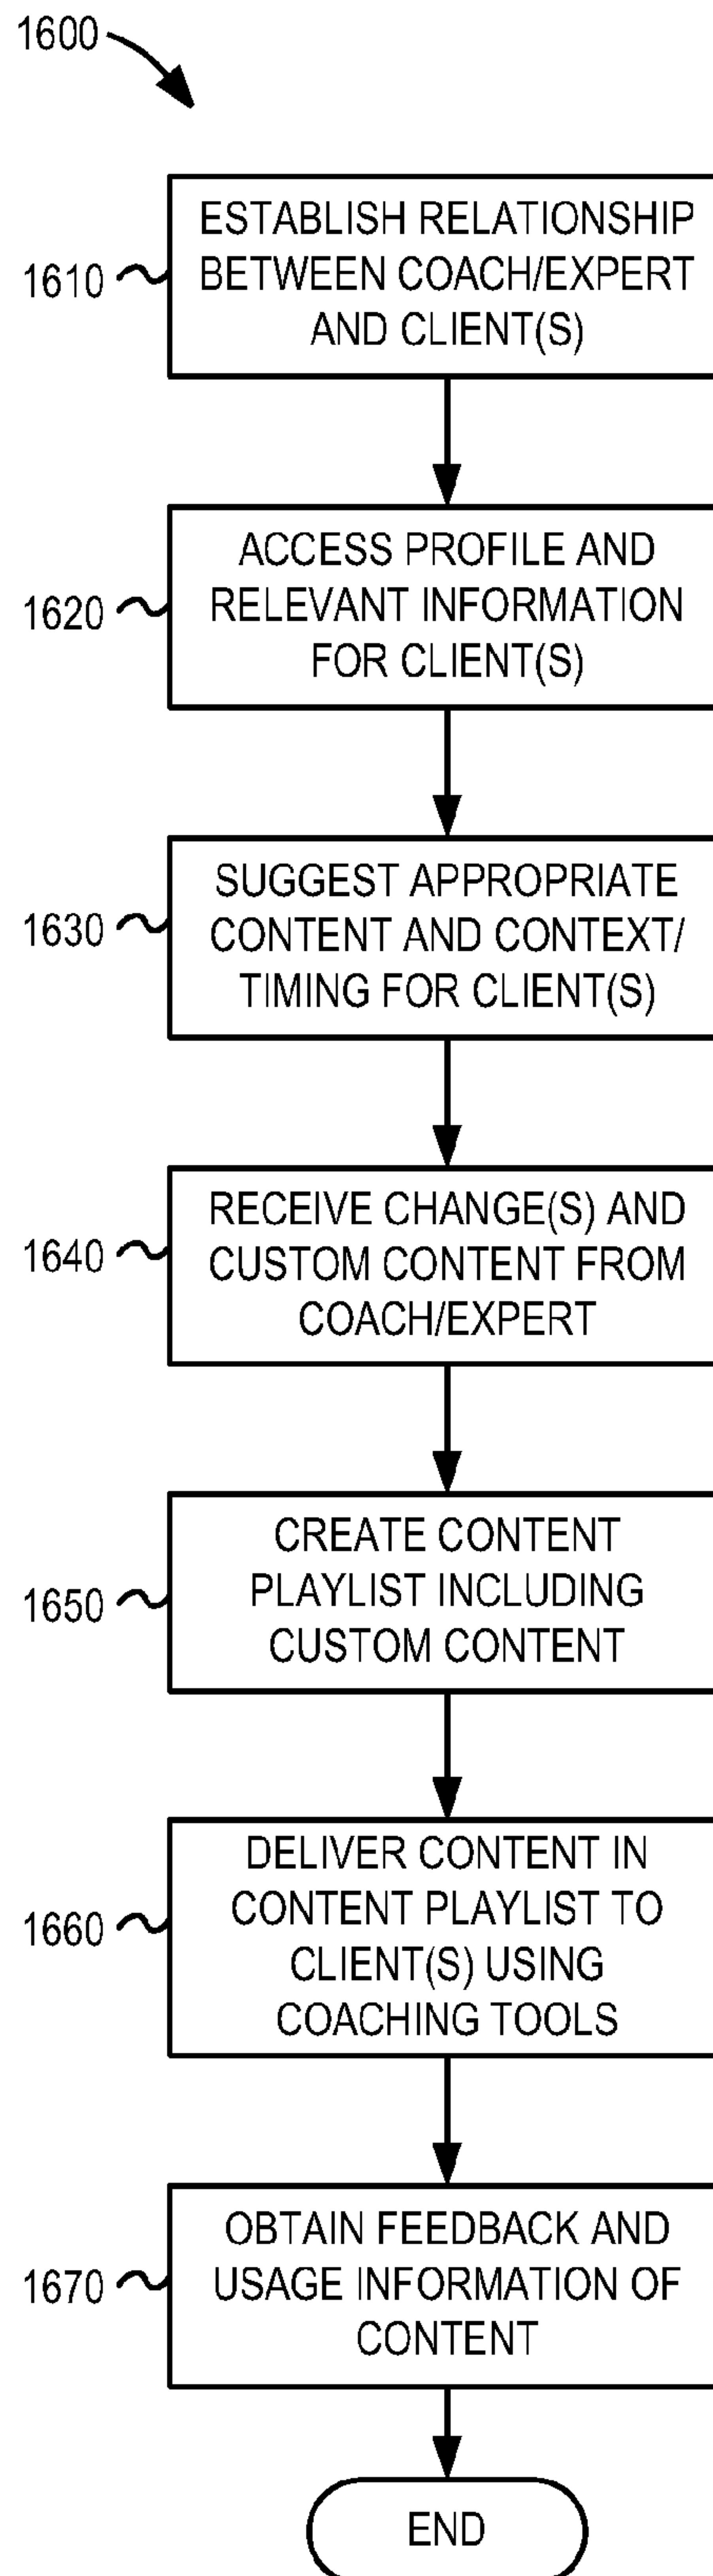 1600
ESTABLISH RELATIONSHIP
1610 BETWEEN COACH/EXPERT
AND CLIENT(S)
ACCESS PROFILE AND
1620 RELEVANT INFORMATION
FOR CLIENT(S)
SUGGEST APPROPRIATE
1630 CONTENT AND CONTEXT/
TIMING FOR CLIENT(S)
RECEIVE CHANGE(S) AND
1640 CUSTOM CONTENT FROM
COACH/EXPERT
CREATE CONTENT
1650 PLAYLIST INCLUDING
CUSTOM CONTENT
DELIVER CONTENT IN
1660 CONTENT PLAYLIST TO
CLIENT(S) USING
COACHING TOOLS
OBTAIN FEEDBACK AND
1670 USAGE INFORMATION OF
CONTENT
END